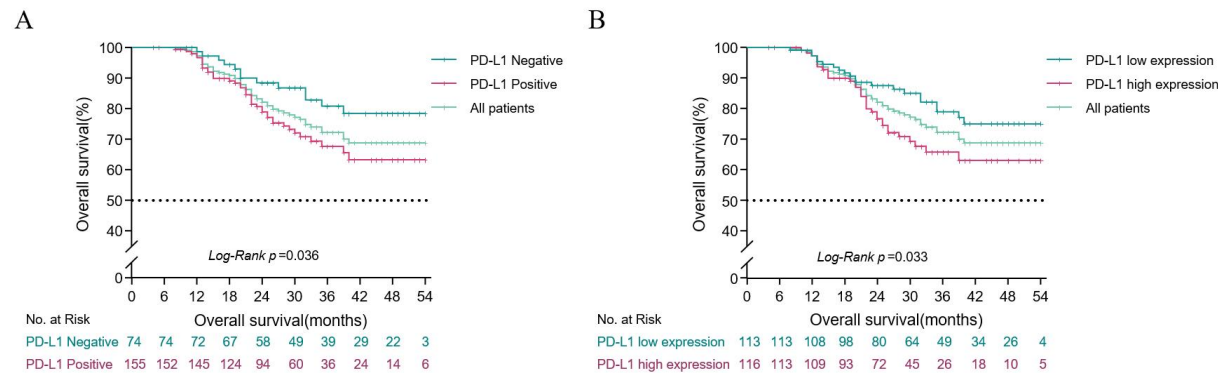 A
100
90
80
70
60
50
40
0
Overall survival(%)
PD-L1 Negative
PD-L1 Positive
All patients
Log-Rank p=0.036
0 6 12 18 24 30 36 42 48 54
No. at Risk
Overall survival(months)
PD-L1 Negative 74 74 72 67 58 49 39 29 22 3
PD-L1 Positive 155 152 145 124 94 60 36 24 14 6
B
100
90
80
70
60
50
40
0
Overall survival(%)
PD-L1 low expression
PD-L1 high expression
All patients
Log-Rank p=0.033
0 6 12 18 24 30 36 42 48 54
No. at Risk
Overall survival(months)
PD-L1 low expression 113 113 108 98 80 64 49 34 26 4
PD-L1 high expression 116 113 109 93 72 45 26 18 10 5